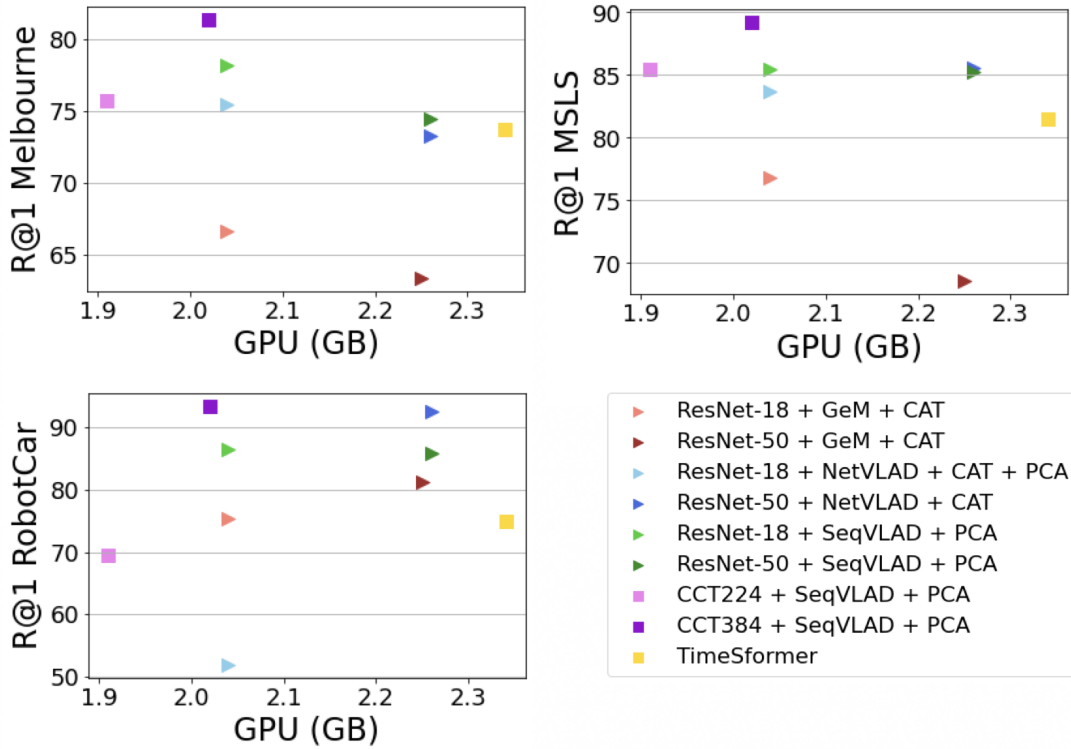 R@1 Melbourne
80
75
70
65
1.9 2.0 2.1 2.2 2.3
GPU (GB)
R@1 MSLS
90
85
80
75
70
1.9 2.0 2.1 2.2 2.3
GPU (GB)
R@1 RobotCar
90
80
70
60
50
1.9 2.0 2.1 2.2 2.3
GPU (GB)
ResNet-18 + GeM + CAT
ResNet-50 + GeM + CAT
ResNet-18 + NetVLAD + CAT + PCA
ResNet-50 + NetVLAD + CAT
ResNet-18 + SeqVLAD + PCA
ResNet-50 + SeqVLAD + PCA
CCT224 + SeqVLAD + PCA
CCT384 + SeqVLAD + PCA
TimeSformer